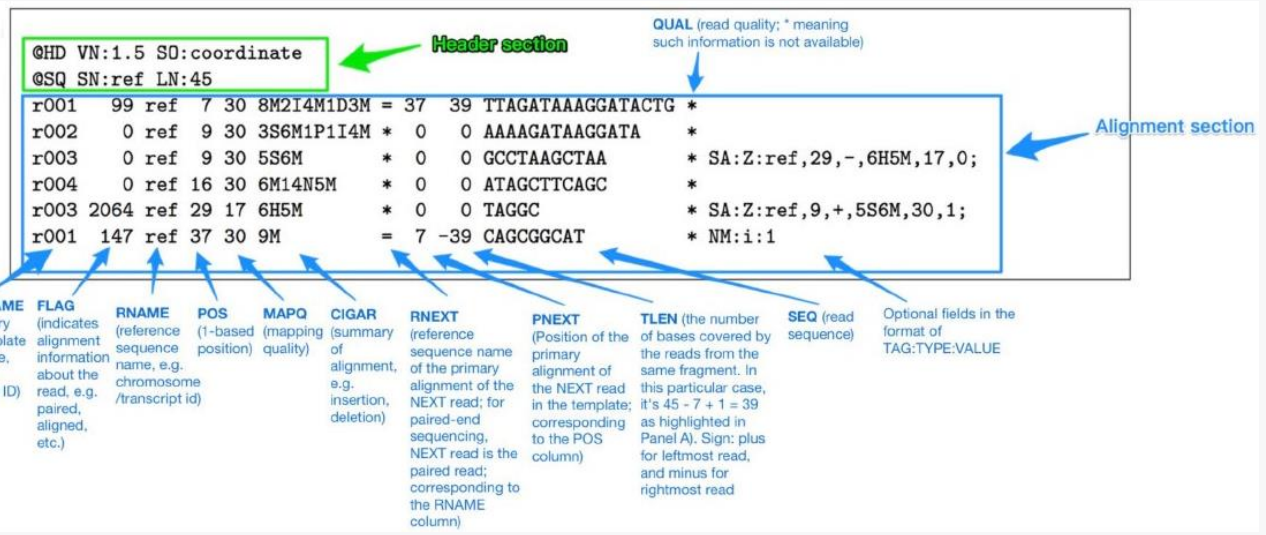 QUAL (read quality; * meaning
such information is not available)
Header section
@HD VN:1.5 SO:coordinate
@SQ SN:ref LN:45
r001 99 ref 7 30 8M2I4M1D3M = 37 39 TTAGATAAAGGATACTG *
r002 0 ref 9 30 3S6M1P1I4M * 0 0 AAAAGATAAGGATA *
r003 0 ref 9 30 5S6M * 0 0 GCCTAAGCTAA * SA:Z:ref,29,-,6H5M,17,0;
r004 0 ref 16 30 6M14N5M * 0 0 ATAGCTTCAGC *
r003 2064 ref 29 17 6H5M * 0 0 TAGGC * SA:Z:ref,9,+,5S6M,30,1;
r001 147 ref 37 30 9M = 7 -39 CAGCGGCAT * NM:i:1
Alignment section
ID)
FLAG
(indicates
alignment
information
about the
read, e.g.
paired,
aligned,
etc.)
RNAME
(reference
sequence
name, e.g.
chromosome
/transcript id)
POS
(1-based
position)
MAPQ
(mapping
quality)
CIGAR
(summary
of
alignment,
e.g.
insertion,
deletion)
RNEXT
(reference
sequence name
of the primary
alignment of the
NEXT read; for
paired-end
sequencing,
NEXT read is the
paired read;
corresponding to
the RNAME
column)
PNEXT
(Position of the
primary
alignment of
the NEXT read
in the template;
corresponding
to the POS
column)
TLEN (the number
of bases covered by
the reads from the
same fragment. In
this particular case,
it's 45 - 7 + 1 = 39
as highlighted in
Panel A). Sign: plus
for leftmost read,
and minus for
rightmost read
SEQ (read
sequence)
Optional fields in the
format of
TAG:TYPE:VALUE